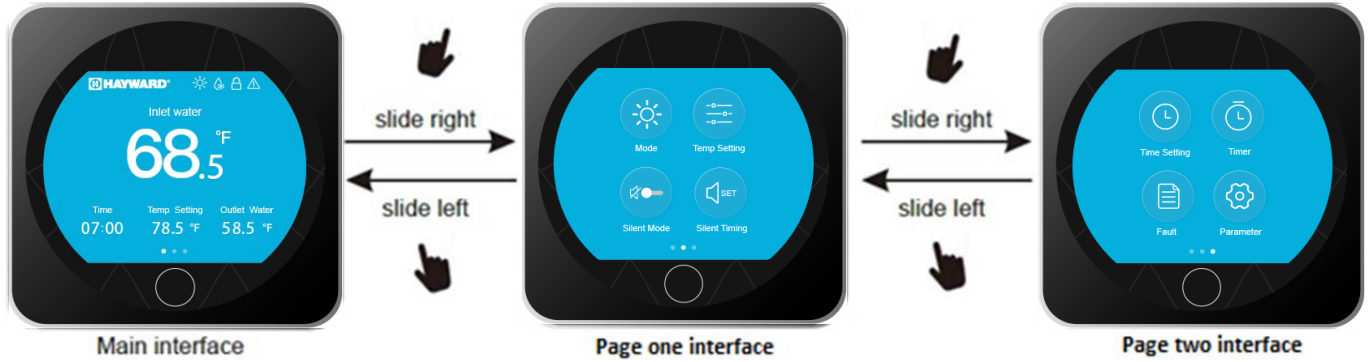 HAYWARD
Inlet water
68.5 °F
Time Temp Setting Outlet Water
07:00 78.5 °F 58.5 °F
Main interface
slide right
slide left
Mode Temp Setting
SET
Silent Mode Silent Timing
Page one interface
slide right
slide left
Time Setting Timer
Fault Parameter
Page two interface